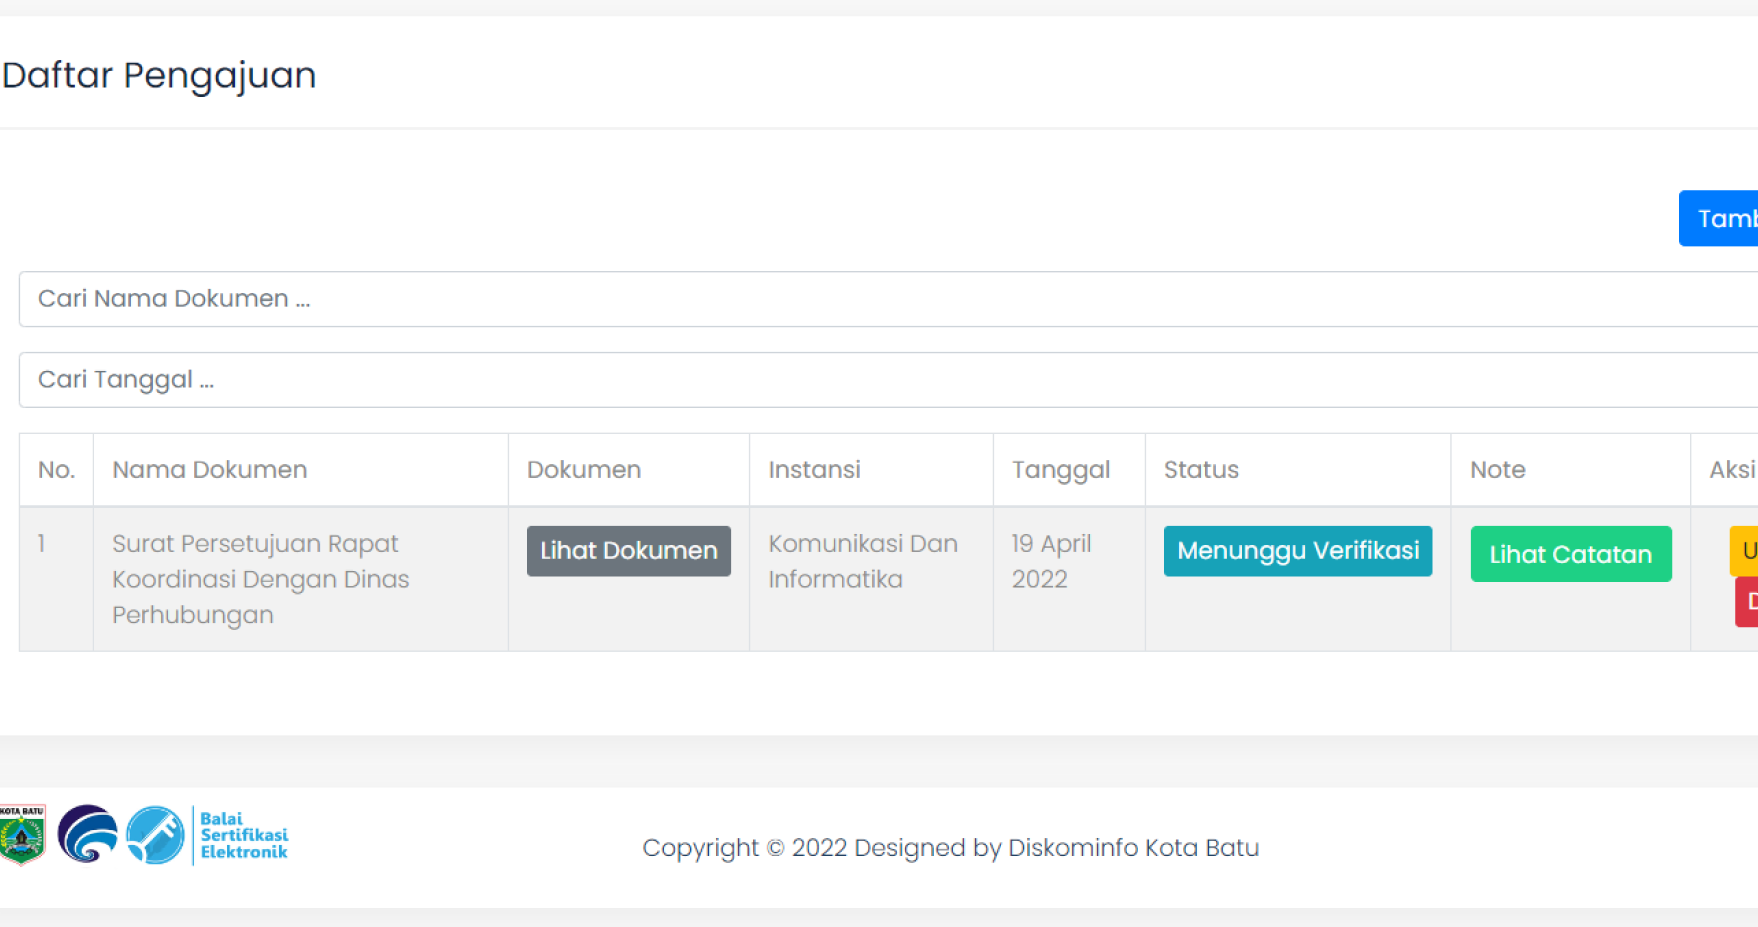 Daftar Pengajuan
Cari Nama Dokumen ...
Cari Tanggal ...
No. Nama Dokumen Dokumen Instansi Tanggal Status Note Aksi
1 Surat Persetujuan Rapat Lihat Dokumen Komunikasi Dan 19 April Menunggu Verifikasi Lihat Catatan
Koordinasi Dengan Dinas Informatika 2022
Perhubungan
KOTA BATU
Balai
Sertifikasi
Elektronik
Copyright © 2022 Designed by Diskominfo Kota Batu